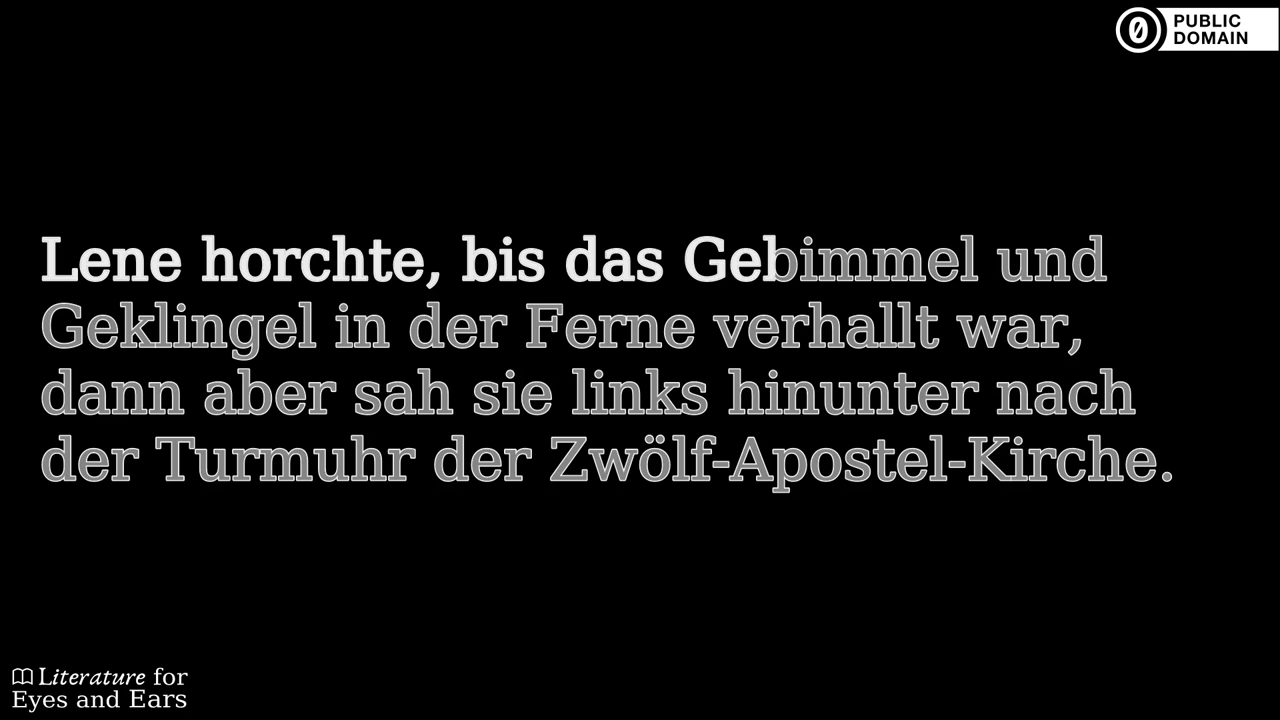 PUBLIC
DOMAIN
Lene horchte, bis das Gebimmel und
Geklingel in der Ferne verhallt war,
dann aber sah sie links hinunter nach
der Turmuhr der Zwölf-Apostel-Kirche.
Literature for
Eyes and Ears